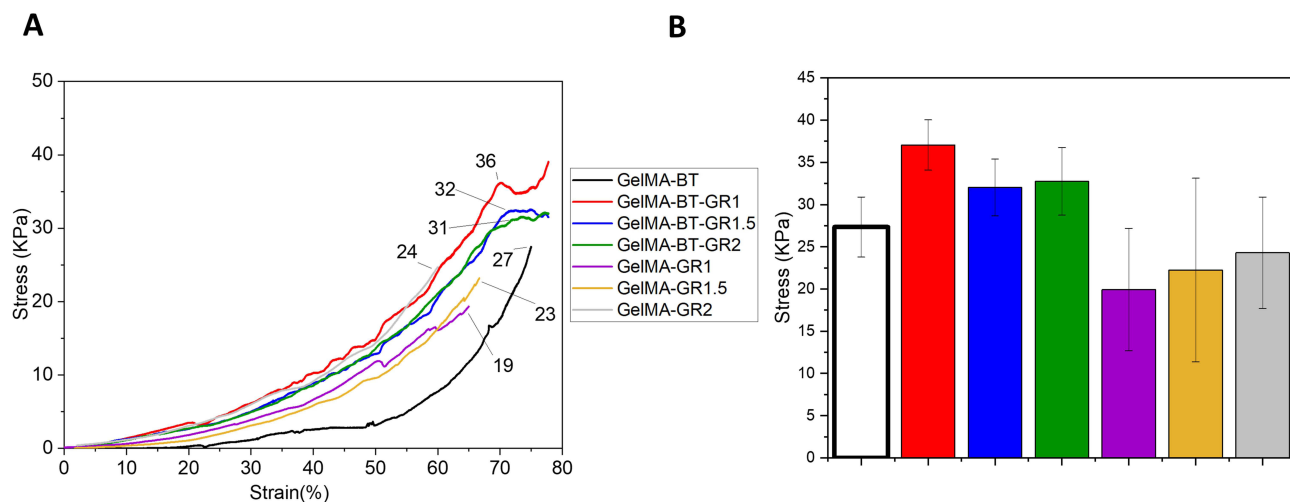 A
50
40
30
20
10
0
Stress (KPa)
0 10 20 30 40 50 60 70 80
Strain(%)
36
32
31
24
27
23
19
GelMA-BT
GelMA-BT-GR1
GelMA-BT-GR1.5
GelMA-BT-GR2
GelMA-GR1
GelMA-GR1.5
GelMA-GR2
B
45
40
35
30
25
20
15
10
5
0
Stress (KPa)